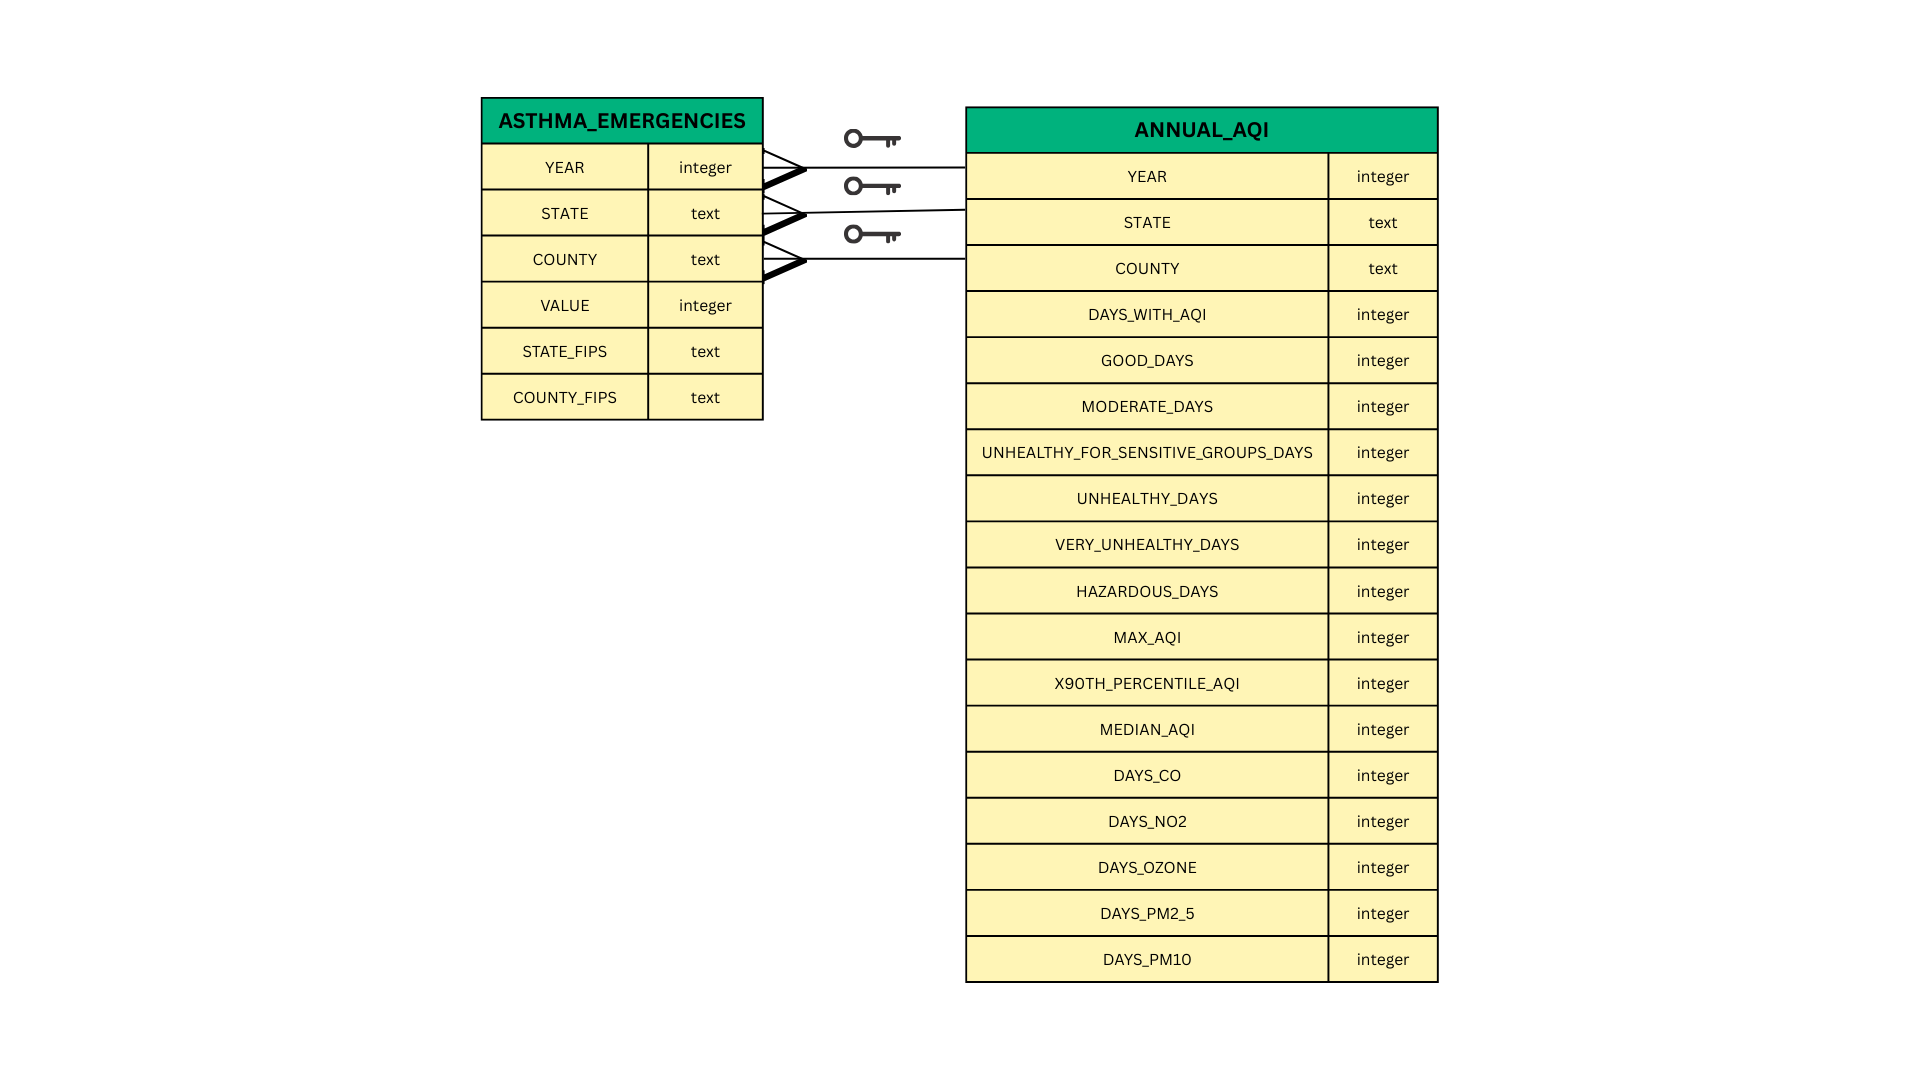 ASTHMA_EMERGENCIES
YEAR integer
STATE text
COUNTY text
VALUE integer
STATE_FIPS text
COUNTY_FIPS text
ANNUAL_AQI
YEAR integer
STATE text
COUNTY text
DAYS_WITH_AQI integer
GOOD_DAYS integer
MODERATE_DAYS integer
UNHEALTHY_FOR_SENSITIVE_GROUPS_DAYS integer
UNHEALTHY_DAYS integer
VERY_UNHEALTHY_DAYS integer
HAZARDOUS_DAYS integer
MAX_AQI integer
X90TH_PERCENTILE_AQI integer
MEDIAN_AQI integer
DAYS_CO integer
DAYS_NO2 integer
DAYS_OZONE integer
DAYS_PM2_5 integer
DAYS_PM10 integer